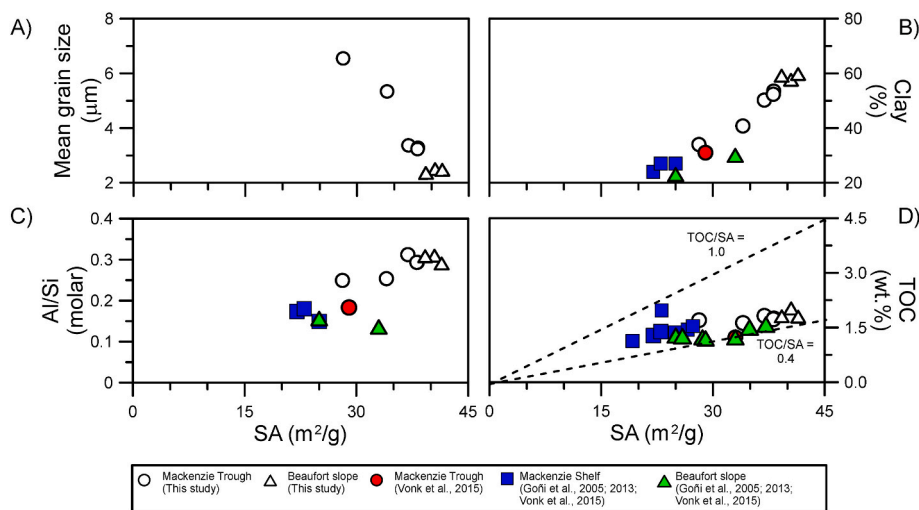 A)
B)
Mean grain size
(μm)
8
6
4
2
80
60
40
20
Clay
(%)
C)
D)
Al/Si
(molar)
0.4
0.3
0.2
0.1
0
TOC/SA =
1.0
TOC/SA =
0.4
4.5
3.0
1.5
0.0
TOC
(wt.%)
0 15 30 45
0 15 30 45
SA (m²/g)
SA (m²/g)
Mackenzie Trough
(This study)
Beaufort slope
(This study)
Mackenzie Trough
(Vonk et al., 2015)
Mackenzie Shelf
(Goñi et al., 2005; 2013;
Vonk et al., 2015)
Beaufort slope
(Goñi et al., 2005; 2013;
Vonk et al., 2015)